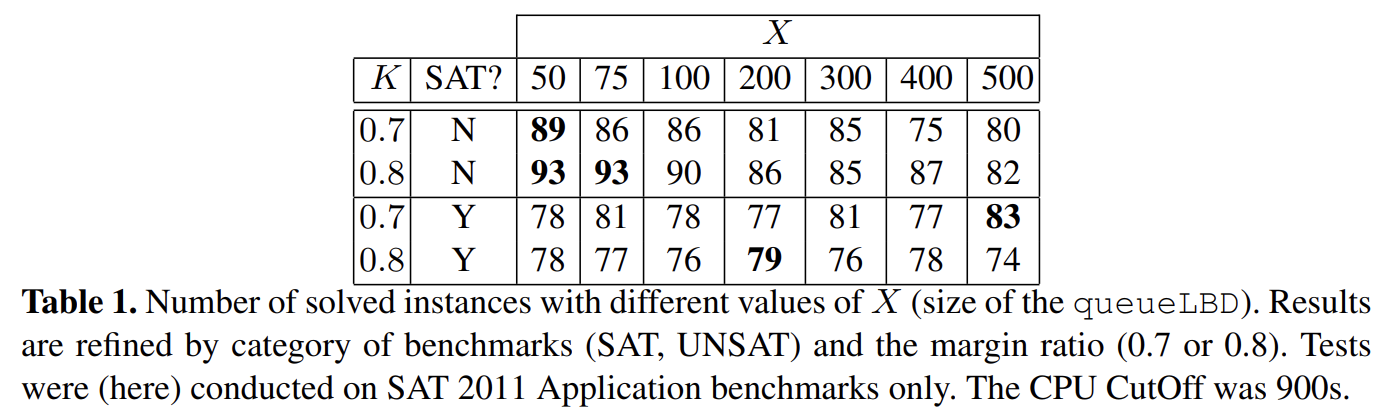 X
K SAT? 50 75 100 200 300 400 500
0.7 N 89 86 86 81 85 75 80
0.8 N 93 93 90 86 85 87 82
0.7 Y 78 81 78 77 81 77 83
0.8 Y 78 77 76 79 76 78 74
Table 1. Number of solved instances with different values of X (size of the queueLBD). Results
are refined by category of benchmarks (SAT, UNSAT) and the margin ratio (0.7 or 0.8). Tests
were (here) conducted on SAT 2011 Application benchmarks only. The CPU CutOff was 900s.